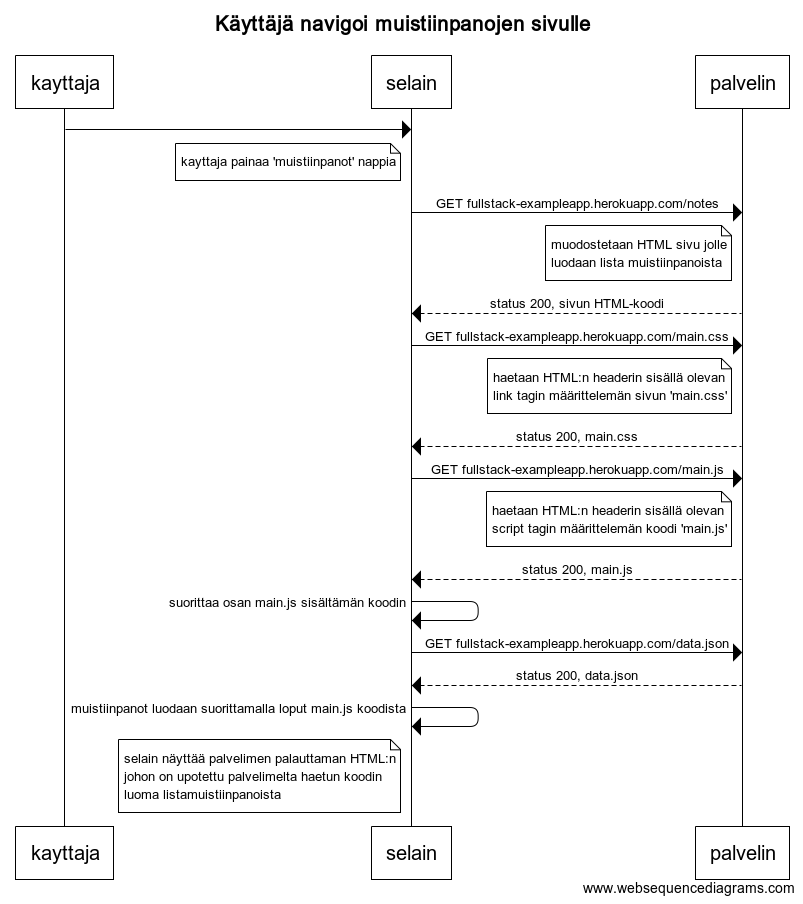 Käyttäjä navigoi muistiinpanojen sivulle
kayttaja
selain
palvelin
kayttaja painaa 'muistiinpanot' nappia
GET fullstack-exampleapp.herokuapp.com/notes
muodostetaan HTML sivu jolle
luodaan lista muistiinpanoista
status 200, sivun HTML-koodi
GET fullstack-exampleapp.herokuapp.com/main.css
haetaan HTML:n headerin sisällä olevan
link tagin määrittelemän sivun 'main.css'
status 200, main.css
GET fullstack-exampleapp.herokuapp.com/main.js
haetaan HTML:n headerin sisällä olevan
script tagin määrittelemän koodi 'main.js'
status 200, main.js
suorittaa osan main.js sisältämän koodin
GET fullstack-exampleapp.herokuapp.com/data.json
status 200, data.json
muistiinpanot luodaan suorittamalla loput main.js koodista
selain näyttää palvelimen palauttaman HTML:n
johon on upotettu palvelimelta haetun koodin
luoma listamuistiinpanoista
kayttaja
selain
palvelin
www.websequencediagrams.com